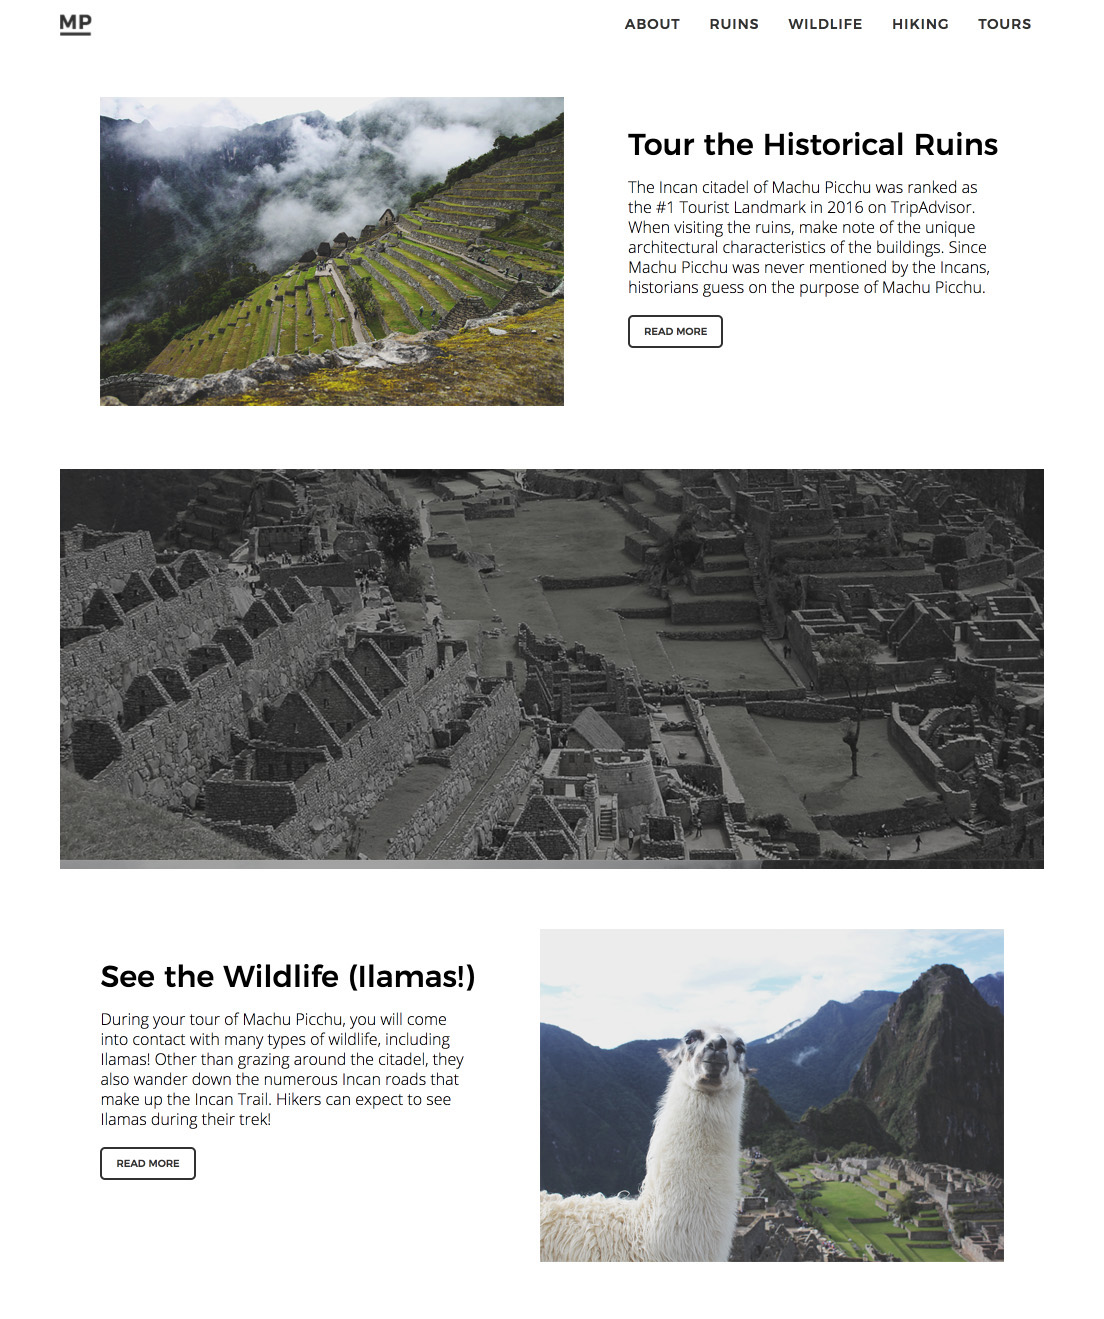 MP
ABOUT RUINS WILDLIFE HIKING TOURS
Tour the Historical Ruins
The Incan citadel of Machu Picchu was ranked as
the #1 Tourist Landmark in 2016 on TripAdvisor.
When visiting the ruins, make note of the unique
architectural characteristics of the buildings. Since
Machu Picchu was never mentioned by the Incans,
historians guess on the purpose of Machu Picchu.
READ MORE
See the Wildlife (llamas!)
During your tour of Machu Picchu, you will come
into contact with many types of wildlife, including
llamas! Other than grazing around the citadel, they
also wander down the numerous Incan roads that
make up the Incan Trail. Hikers can expect to see
llamas during their trek!
READ MORE